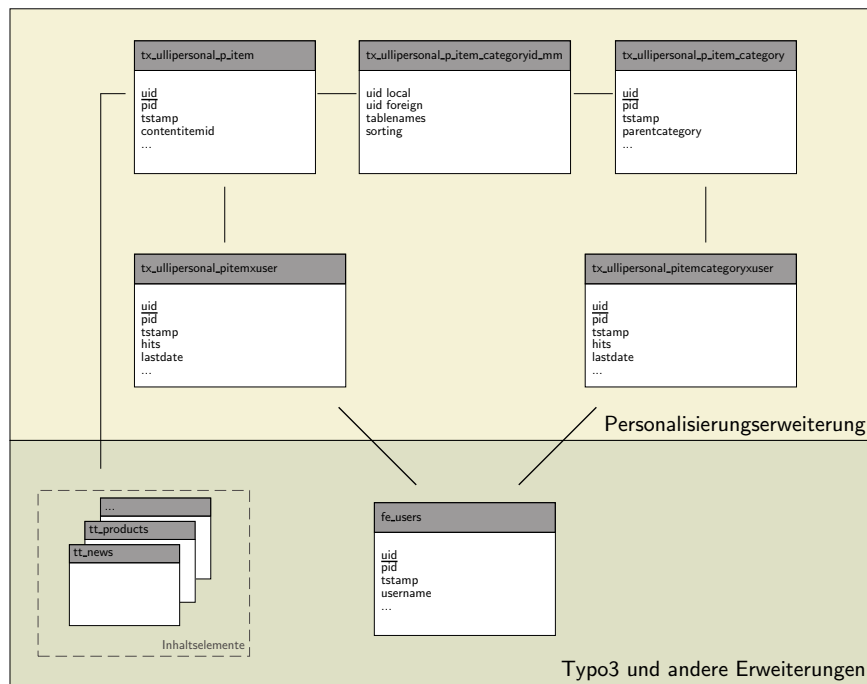 tx_ullipersonal_p_item
uid
pid
tstamp
contentitemid
...
tx_ullipersonal_p_item_categoryid_mm
uid local
uid foreign
tablenames
sorting
tx_ullipersonal_p_item_category
uid
pid
tstamp
parentcategory
...
tx_ullipersonal_pitemxuser
uid
pid
tstamp
hits
lastdate
...
tx_ullipersonal_pitemcategoryxuser
uid
pid
tstamp
hits
lastdate
...
Personalisierungserweiterung
...
tt_products
tt_news
Inhaltselemente
fe_users
uid
pid
tstamp
username
...
Typo3 und andere Erweiterungen